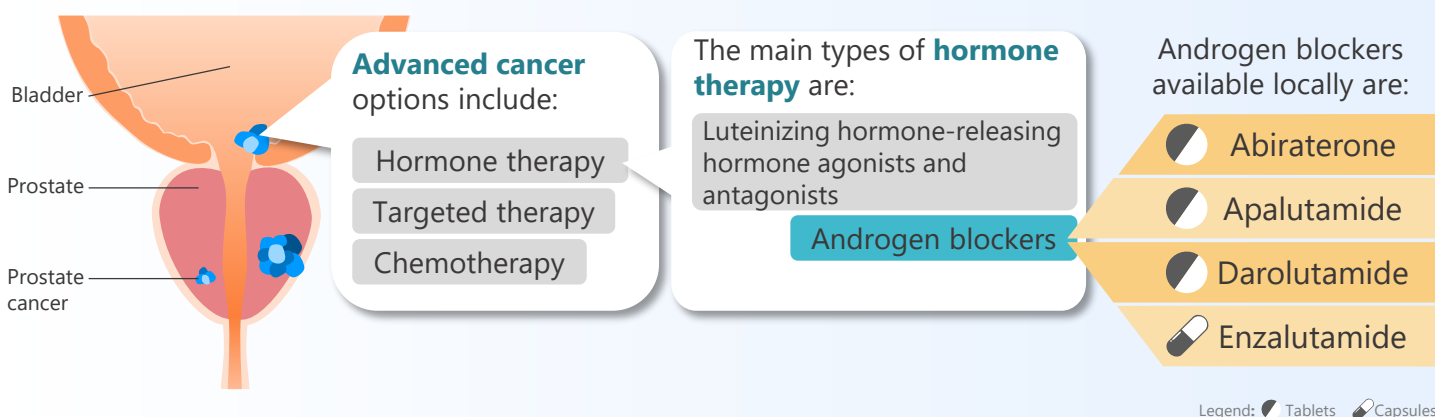 Bladder
Prostate
Prostate
cancer
Advanced cancer
options include:
Hormone therapy
Targeted therapy
Chemotherapy
The main types of hormone
therapy are:
Luteinizing hormone-releasing
hormone agonists and
antagonists
Androgen blockers
Androgen blockers
available locally are:
Abiraterone
Apalutamide
Darolutamide
Enzalutamide
Legend: Tablets Capsules